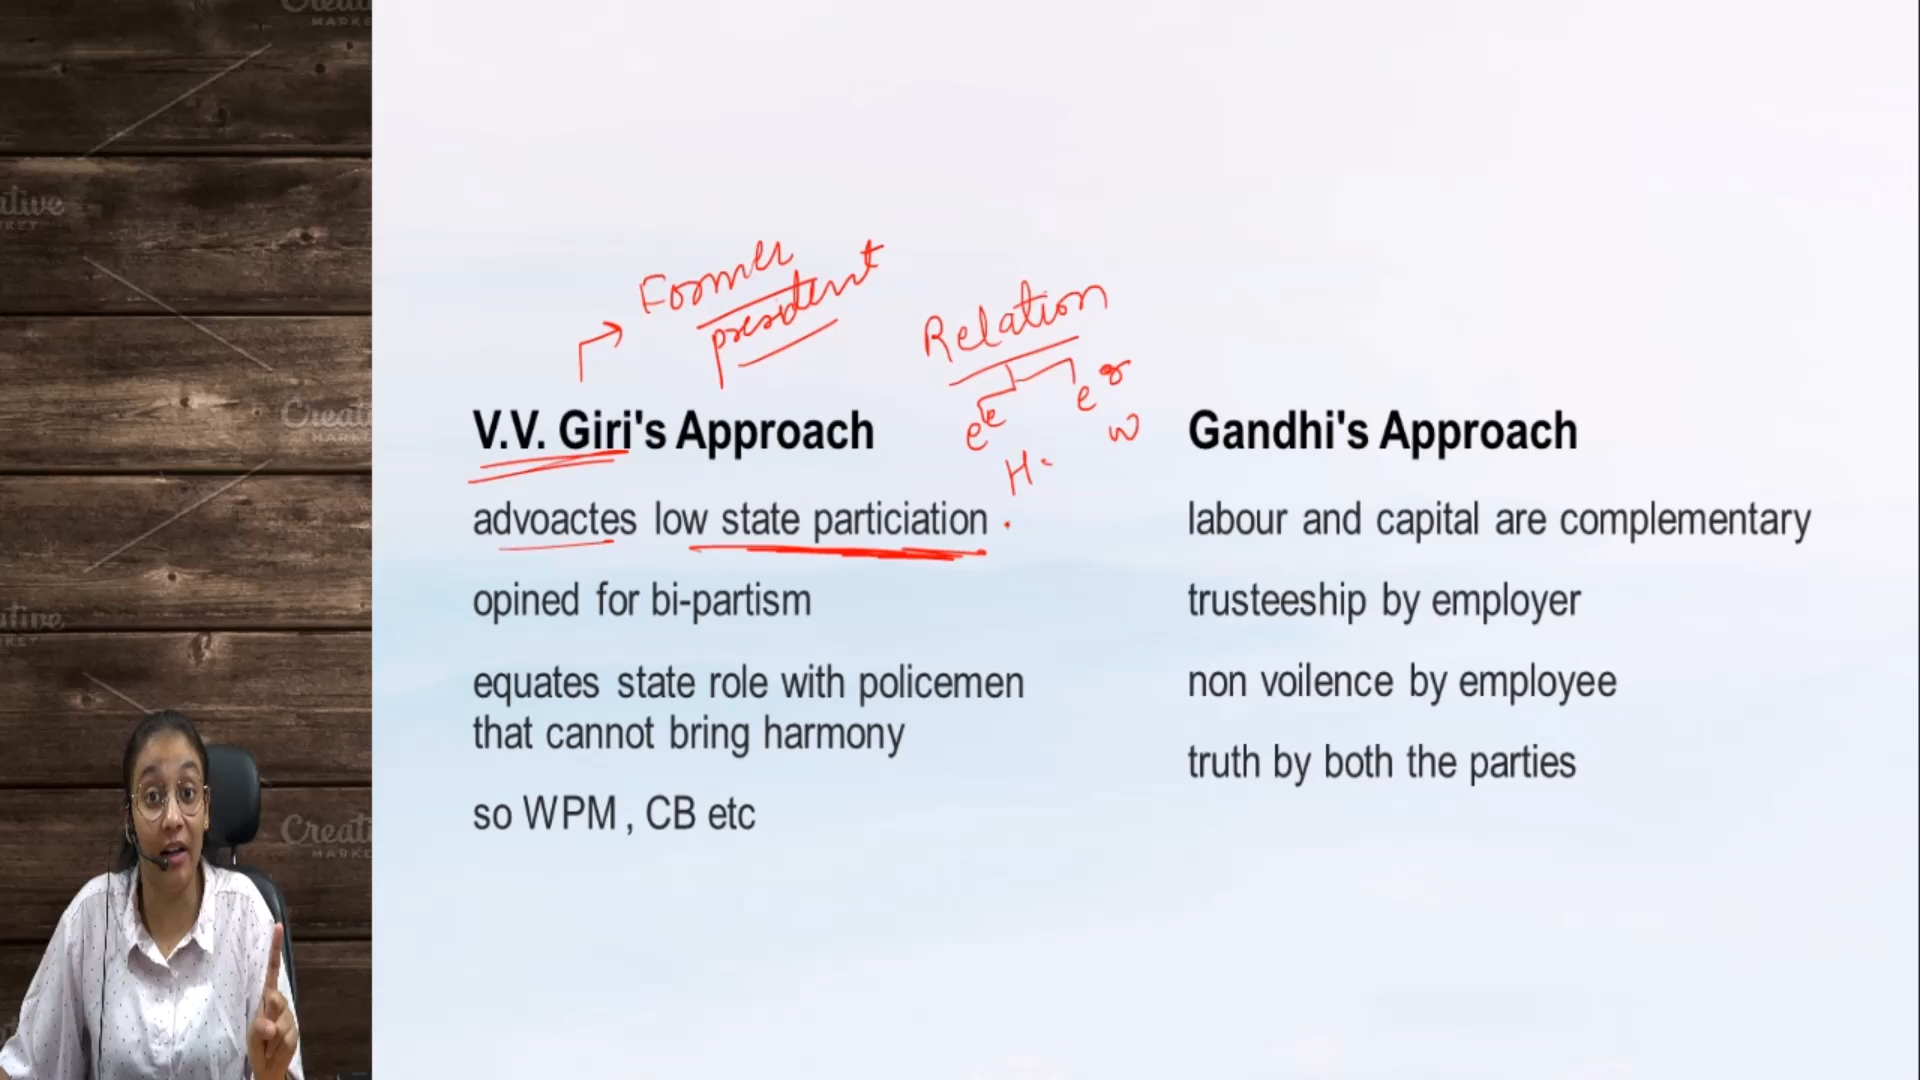 Former
president
Relation
ee
er
H.
W
V.V. Giri's Approach
advoactes low state particiation
opined for bi-partism
equates state role with policemen
that cannot bring harmony
so WPM , CB etc
Gandhi's Approach
labour and capital are complementary
trusteeship by employer
non voilence by employee
truth by both the parties